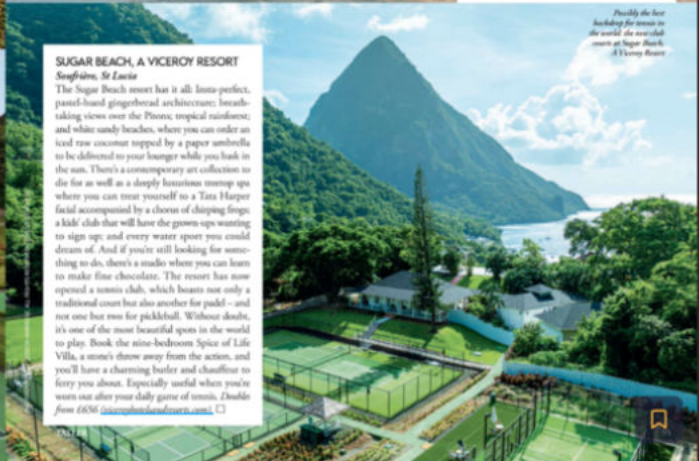 SUGAR BEACH, A VICEROY RESORT
Soufrière, St Lucia
The Sugar Beach resort has it all: Insta-perfect,
pastel-hued gingerbread architecture; breath-
taking views over the Pitons; tropical rainforest;
and white sandy beaches, where you can order an
iced raw coconut topped by a paper umbrella
to be delivered to your lounger while you bask in
the sun. There's a contemporary art collection to
die for as well as a deeply luxurious treetop spa
where you can treat yourself to a Tata Harper
facial accompanied by a chorus of chirping frogs;
a kids' club that will have the grown-ups wanting
to sign up; and every water sport you could
dream of. And if you're still looking for some-
thing to do, there's a studio where you can learn
to make fine chocolate. The resort has now
opened a tennis club, which boasts not only a
traditional court but also another for padel – and
not one but two for pickleball. Without doubt,
it's one of the most beautiful spots in the world
to play. Book the nine-bedroom Spice of Life
Villa, a stone's throw away from the action, and
you'll have a charming butler and chauffeur to
ferry you about. Especially useful when you're
worn out after your daily game of tennis. Doubles
from £656 (viceroyhotelsandresorts.com).
Possibly the best
backdrop for tennis in
the world: the new club
courts at Sugar Beach,
A Viceroy Resort